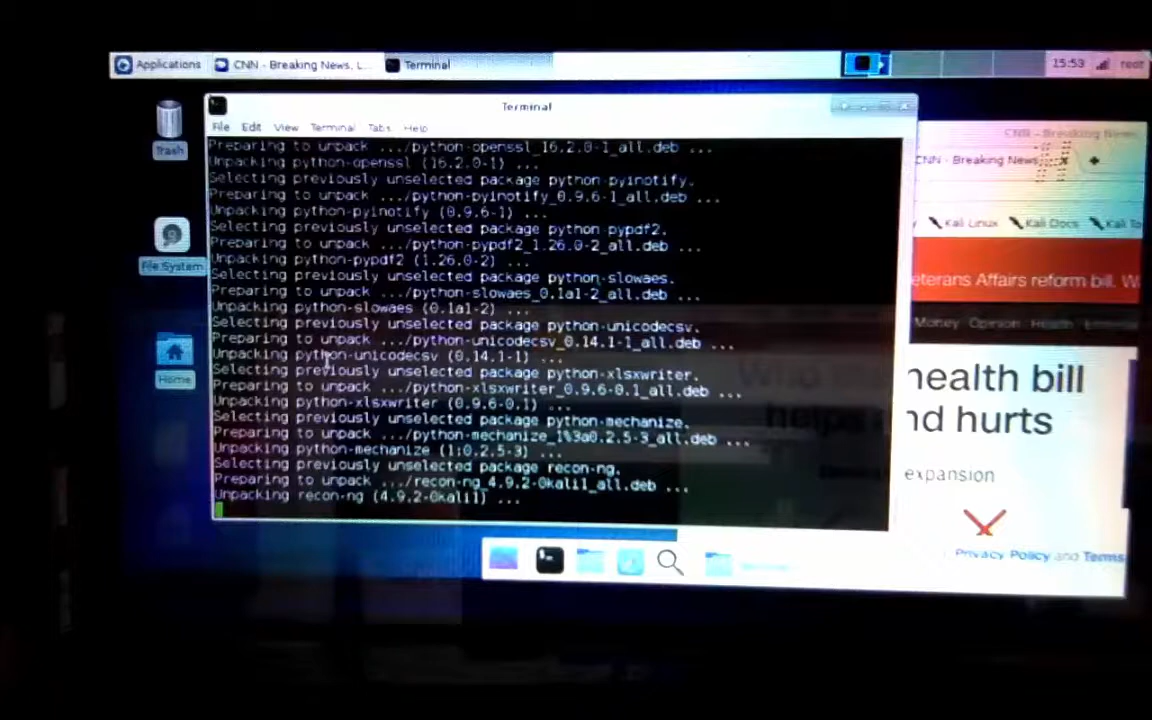 Applications
CNN - Breaking News, L...
Terminal
15:53
root
Terminal
File Edit View Terminal Tabs Help
Preparing to unpack .../python-openssl_16.2.0-1_all.deb ...
Unpacking python-openssl (16.2.0-1) ...
Selecting previously unselected package python-pyinotify.
Preparing to unpack .../python-pyinotify_0.9.6-1_all.deb ...
Unpacking python-pyinotify (0.9.6-1) ...
Selecting previously unselected package python-pypdf2.
Preparing to unpack .../python-pypdf2_1.26.0-2_all.deb ...
Unpacking python-pypdf2 (1.26.0-2) ...
Selecting previously unselected package python-slowaes.
Preparing to unpack .../python-slowaes_0.1a1-2_all.deb ...
Unpacking python-slowaes (0.1a1-2) ...
Selecting previously unselected package python-unicodecsv.
Preparing to unpack .../python-unicodecsv_0.14.1-1_all.deb ...
Unpacking python-unicodecsv (0.14.1-1) ...
Selecting previously unselected package python-xlsxwriter.
Preparing to unpack .../python-xlsxwriter_0.9.6-0.1_all.deb ...
Unpacking python-xlsxwriter (0.9.6-0.1) ...
Selecting previously unselected package python-mechanize.
Preparing to unpack .../python-mechanize_1%3a0.2.5-3_all.deb ...
Unpacking python-mechanize (1:0.2.5-3) ...
Selecting previously unselected package recon-ng.
Preparing to unpack .../recon-ng_4.9.2-0kali1_all.deb ...
Unpacking recon-ng (4.9.2-0kali1) ...
Trash
File System
Home
CNN - Breaking News
CNN - Breaking News
Kali Linux
Kali Docs
Kali To
eterans Affairs reform bill. W
Money Opinion Health
Who health bill
helps and hurts
expansion
Privacy Policy and Terms